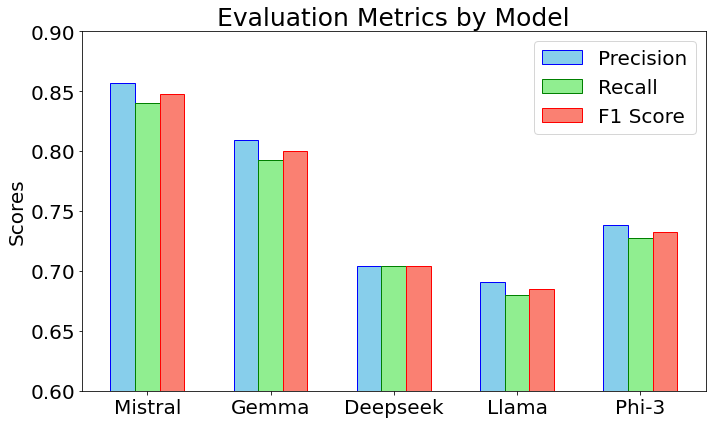 Evaluation Metrics by Model
Precision
Recall
F1 Score
Scores
0.90
0.85
0.80
0.75
0.70
0.65
0.60
Mistral Gemma Deepseek Llama Phi-3